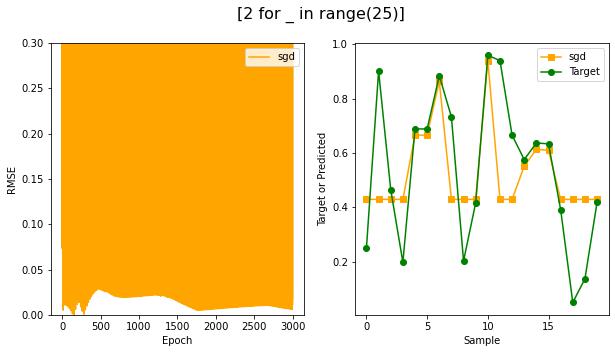 [2 for _ in range(25)]
0.30
0.25
0.20
0.15
0.10
0.05
0.00
RMSE
0
500
1000
1500
2000
2500
3000
Epoch
sgd
1.0
0.8
0.6
0.4
0.2
Target or Predicted
0
5
10
15
Sample
sgd
Target